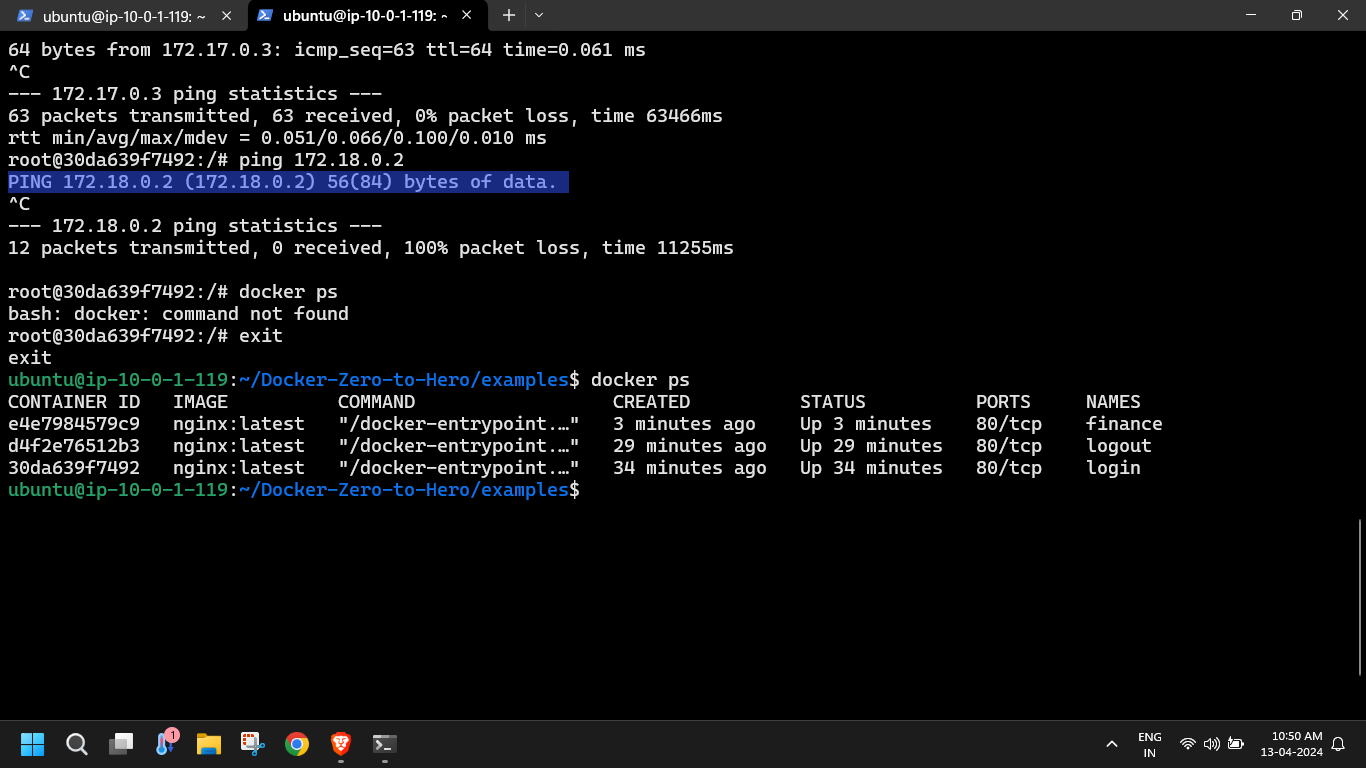 ubuntu@ip-10-0-1-119: ~
ubuntu@ip-10-0-1-119: ~
64 bytes from 172.17.0.3: icmp_seq=63 ttl=64 time=0.061 ms
^C
--- 172.17.0.3 ping statistics ---
63 packets transmitted, 63 received, 0% packet loss, time 63466ms
rtt min/avg/max/mdev = 0.051/0.066/0.100/0.010 ms
root@30da639f7492:/# ping 172.18.0.2
PING 172.18.0.2 (172.18.0.2) 56(84) bytes of data.
^C
--- 172.18.0.2 ping statistics ---
12 packets transmitted, 0 received, 100% packet loss, time 11255ms
root@30da639f7492:/# docker ps
bash: docker: command not found
root@30da639f7492:/# exit
exit
ubuntu@ip-10-0-1-119:~/Docker-Zero-to-Hero/examples$ docker ps
CONTAINER ID   IMAGE          COMMAND                  CREATED          STATUS          PORTS     NAMES
e4e7984579c9   nginx:latest   "/docker-entrypoint.…"   3 minutes ago    Up 3 minutes    80/tcp    finance
d4f2e76512b3   nginx:latest   "/docker-entrypoint.…"   29 minutes ago   Up 29 minutes   80/tcp    logout
30da639f7492   nginx:latest   "/docker-entrypoint.…"   34 minutes ago   Up 34 minutes   80/tcp    login
ubuntu@ip-10-0-1-119:~/Docker-Zero-to-Hero/examples$
1
ENG
IN
10:50 AM
13-04-2024